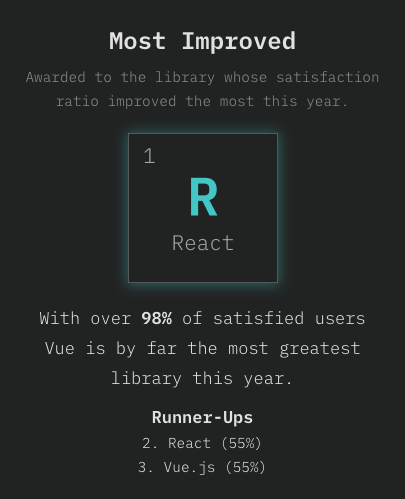 Most Improved
Awarded to the library whose satisfaction
ratio improved the most this year.
1
R
React
With over 98% of satisfied users
Vue is by far the most greatest
library this year.
Runner-Ups
2. React (55%)
3. Vue.js (55%)